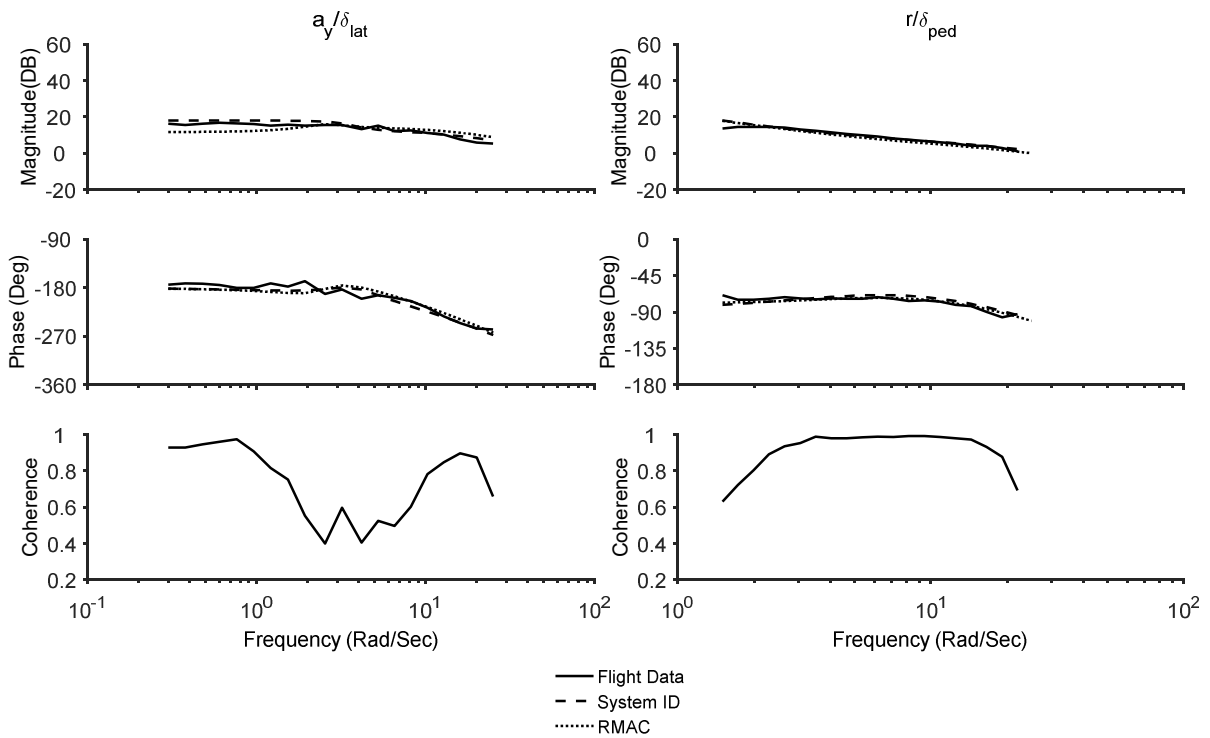 a_y/δ_lat
r/δ_ped
Magnitude(DB)
60
40
20
0
-20
Magnitude(DB)
60
40
20
0
-20
Phase (Deg)
-90
-180
-270
-360
Phase (Deg)
0
-45
-90
-135
-180
Coherence
1
0.8
0.6
0.4
0.2
10^-1
10^0
10^1
10^2
Frequency (Rad/Sec)
Coherence
1
0.8
0.6
0.4
0.2
10^0
10^1
10^2
Frequency (Rad/Sec)
Flight Data
System ID
RMAC